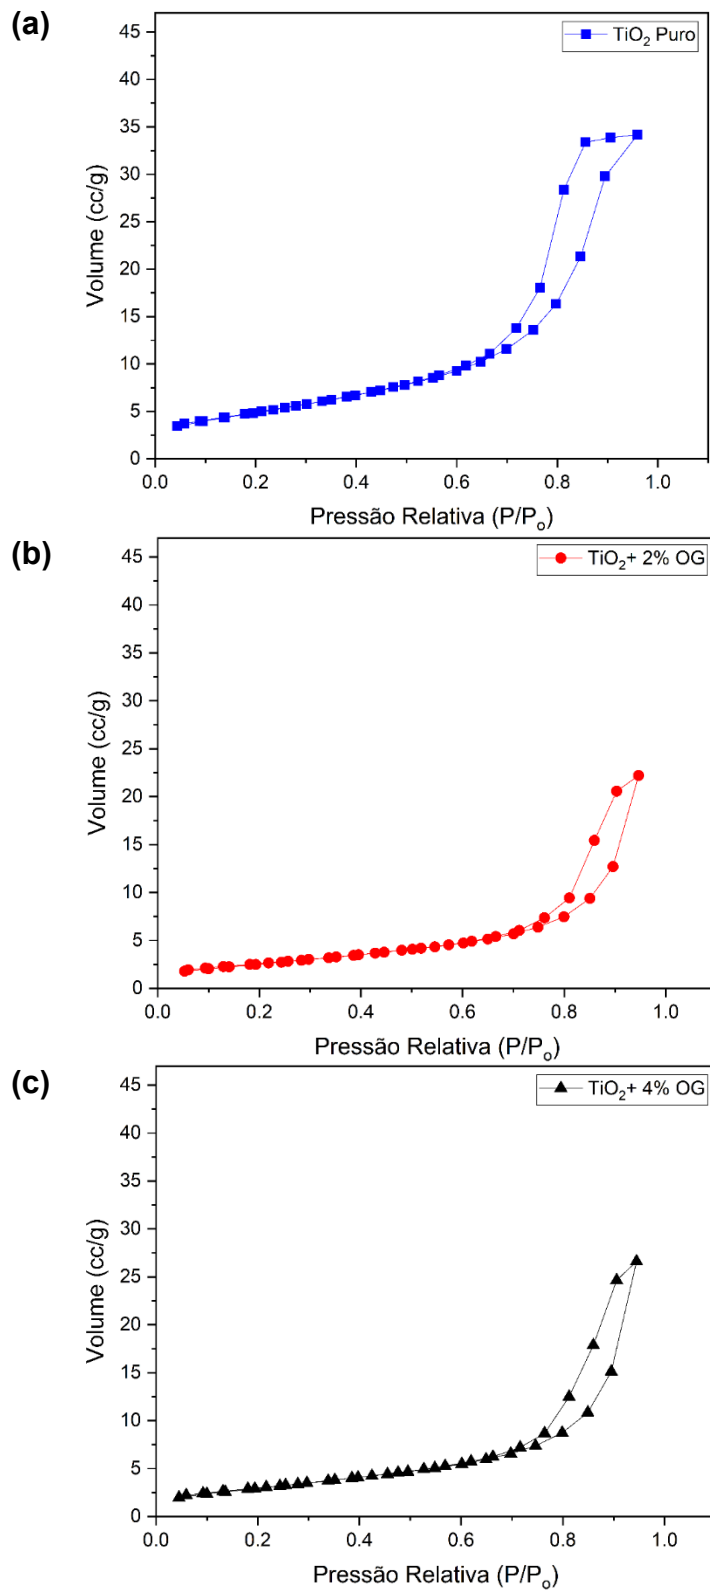 (a)
TiO₂ Puro
45
40
35
30
25
20
15
10
5
0
Volume (cc/g)
0.0 0.2 0.4 0.6 0.8 1.0
Pressão Relativa (P/Pₒ)
(b)
TiO₂+ 2% OG
45
40
35
30
25
20
15
10
5
0
Volume (cc/g)
0.0 0.2 0.4 0.6 0.8 1.0
Pressão Relativa (P/Pₒ)
(c)
TiO₂+ 4% OG
45
40
35
30
25
20
15
10
5
0
Volume (cc/g)
0.0 0.2 0.4 0.6 0.8 1.0
Pressão Relativa (P/Pₒ)